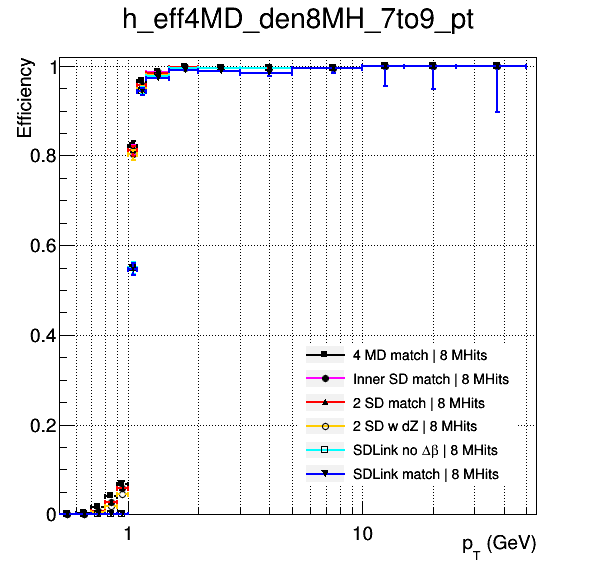 h_eff4MD_den8MH_7to9_pt
Efficiency
1
0.8
0.6
0.4
0.2
0
4 MD match | 8 MHits
Inner SD match | 8 MHits
2 SD match | 8 MHits
2 SD w dZ | 8 MHits
SDLink no Δβ | 8 MHits
SDLink match | 8 MHits
1
10
p_T (GeV)